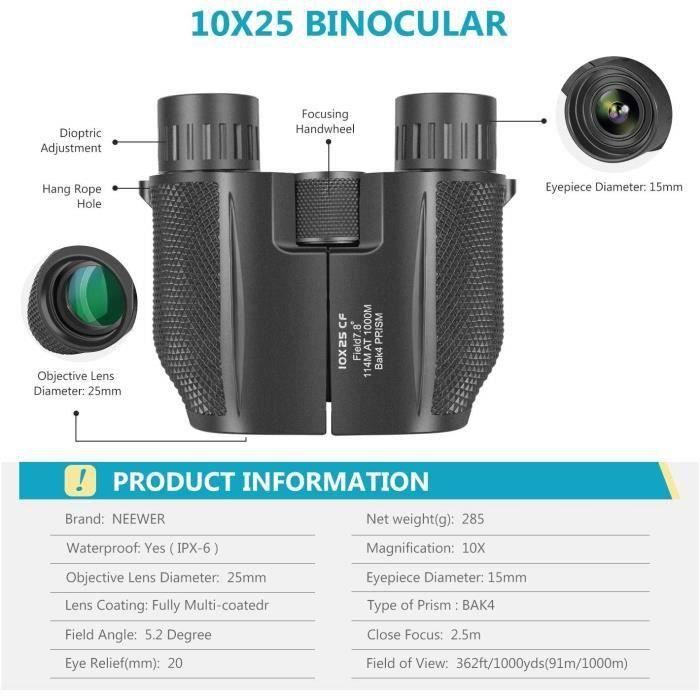 10X25 BINOCULAR
Focusing
Handwheel
Dioptric
Adjustment
Hang Rope
Hole
Eyepiece Diameter: 15mm
Objective Lens
Diameter: 25mm
10X25 CF
Field7.8°
114M AT 1000M
Bak4 PRISM
! PRODUCT INFORMATION
Brand: NEEWER
Net weight(g): 285
Waterproof: Yes ( IPX-6 )
Magnification: 10X
Objective Lens Diameter: 25mm
Eyepiece Diameter: 15mm
Lens Coating: Fully Multi-coatedr
Type of Prism : BAK4
Field Angle: 5.2 Degree
Close Focus: 2.5m
Eye Relief(mm): 20
Field of View: 362ft/1000yds(91m/1000m)